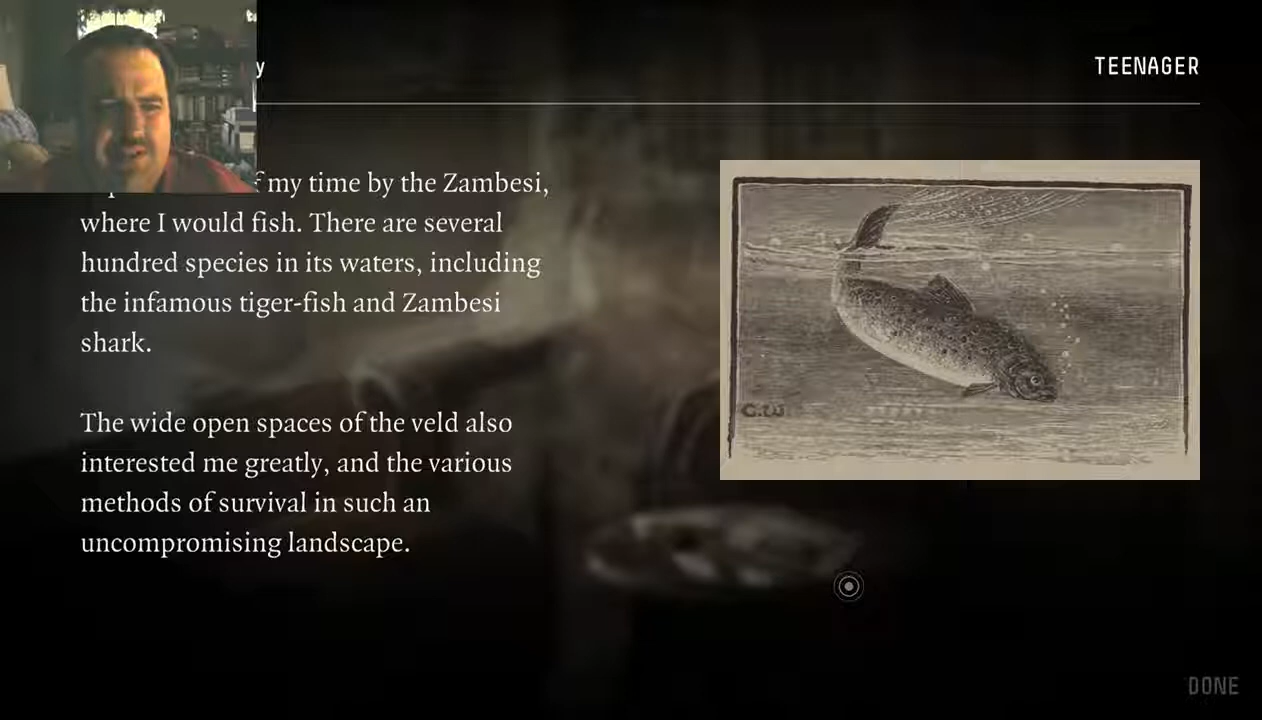 y
TEENAGER
my time by the Zambesi,
where I would fish. There are several
hundred species in its waters, including
the infamous tiger-fish and Zambesi
shark.
The wide open spaces of the veld also
interested me greatly, and the various
methods of survival in such an
uncompromising landscape.
DONE